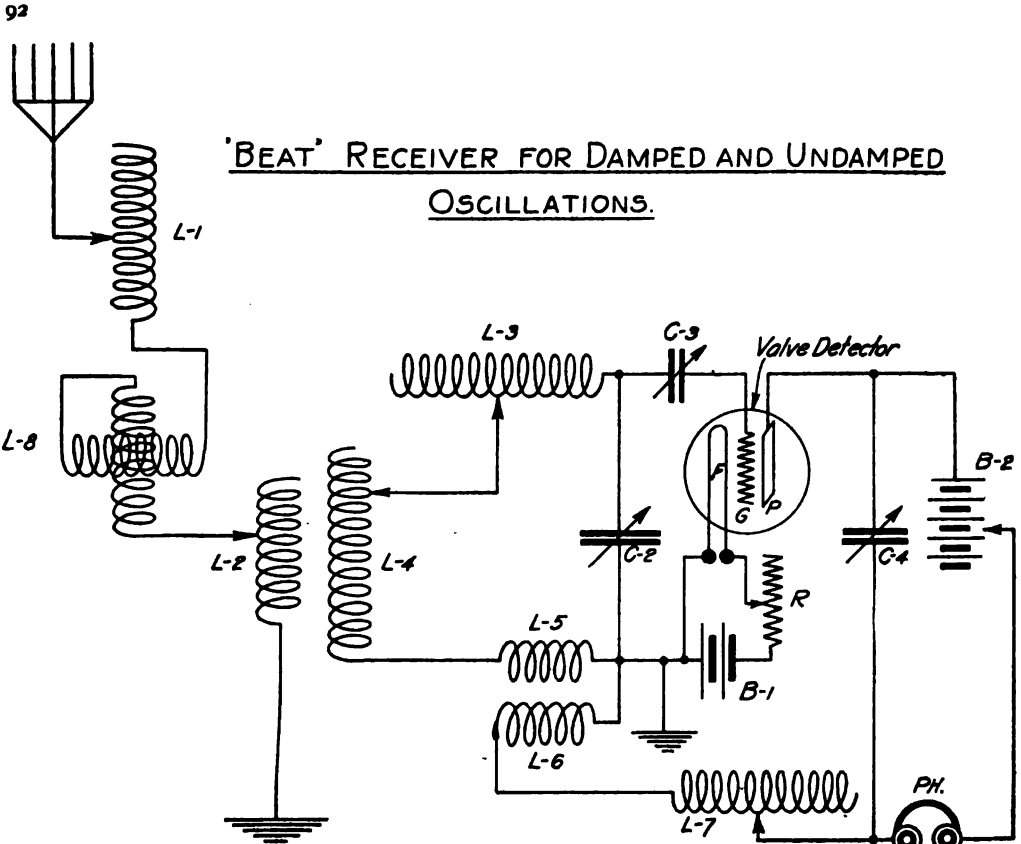 92
'BEAT' RECEIVER FOR DAMPED AND UNDAMPED
OSCILLATIONS.
L-1
L-3
C-3
Valve Detector
L-8
F
G
P
B-2
L-2
L-4
C-2
C-4
R
L-5
B-1
L-6
L-7
PH.